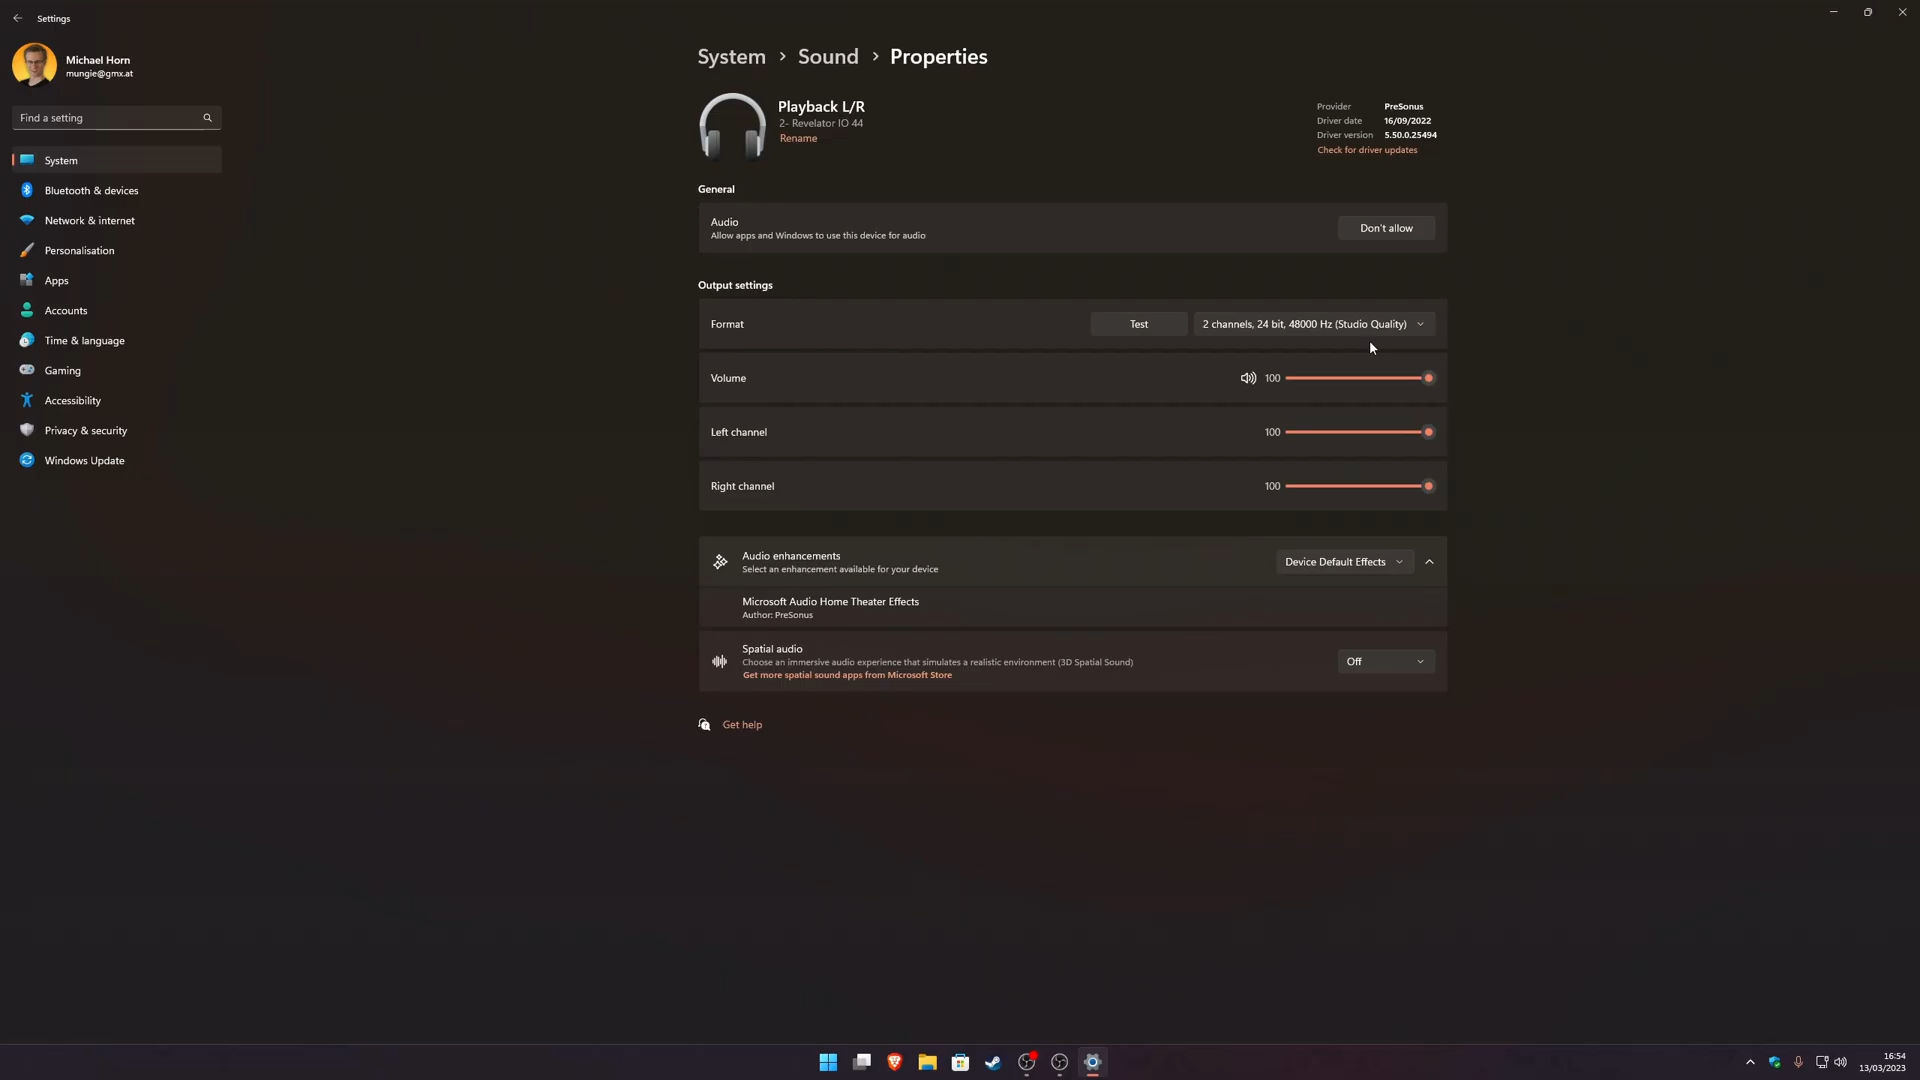 Settings
Michael Horn
mungie@gmx.at
Find a setting
System
Bluetooth & devices
Network & internet
Personalisation
Apps
Accounts
Time & language
Gaming
Accessibility
Privacy & security
Windows Update
System > Sound > Properties
Playback L/R
2- Revelator IO 44
Rename
Provider PreSonus
Driver date 16/09/2022
Driver version 5.50.0.25494
Check for driver updates
General
Audio
Allow apps and Windows to use this device for audio
Don't allow
Output settings
Format Test 2 channels, 24 bit, 48000 Hz (Studio Quality)
Volume 100
Left channel 100
Right channel 100
Audio enhancements
Select an enhancement available for your device
Device Default Effects
Microsoft Audio Home Theater Effects
Author: PreSonus
Spatial audio
Choose an immersive audio experience that simulates a realistic environment (3D Spatial Sound)
Get more spatial sound apps from Microsoft Store
Off
Get help
16:54
13/03/2023